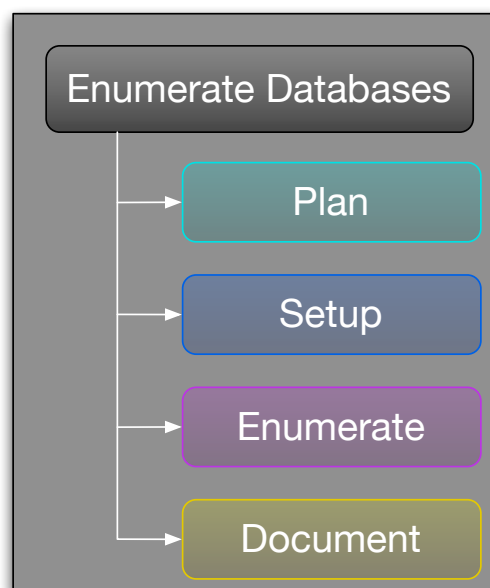 Enumerate Databases
Plan
Setup
Enumerate
Document